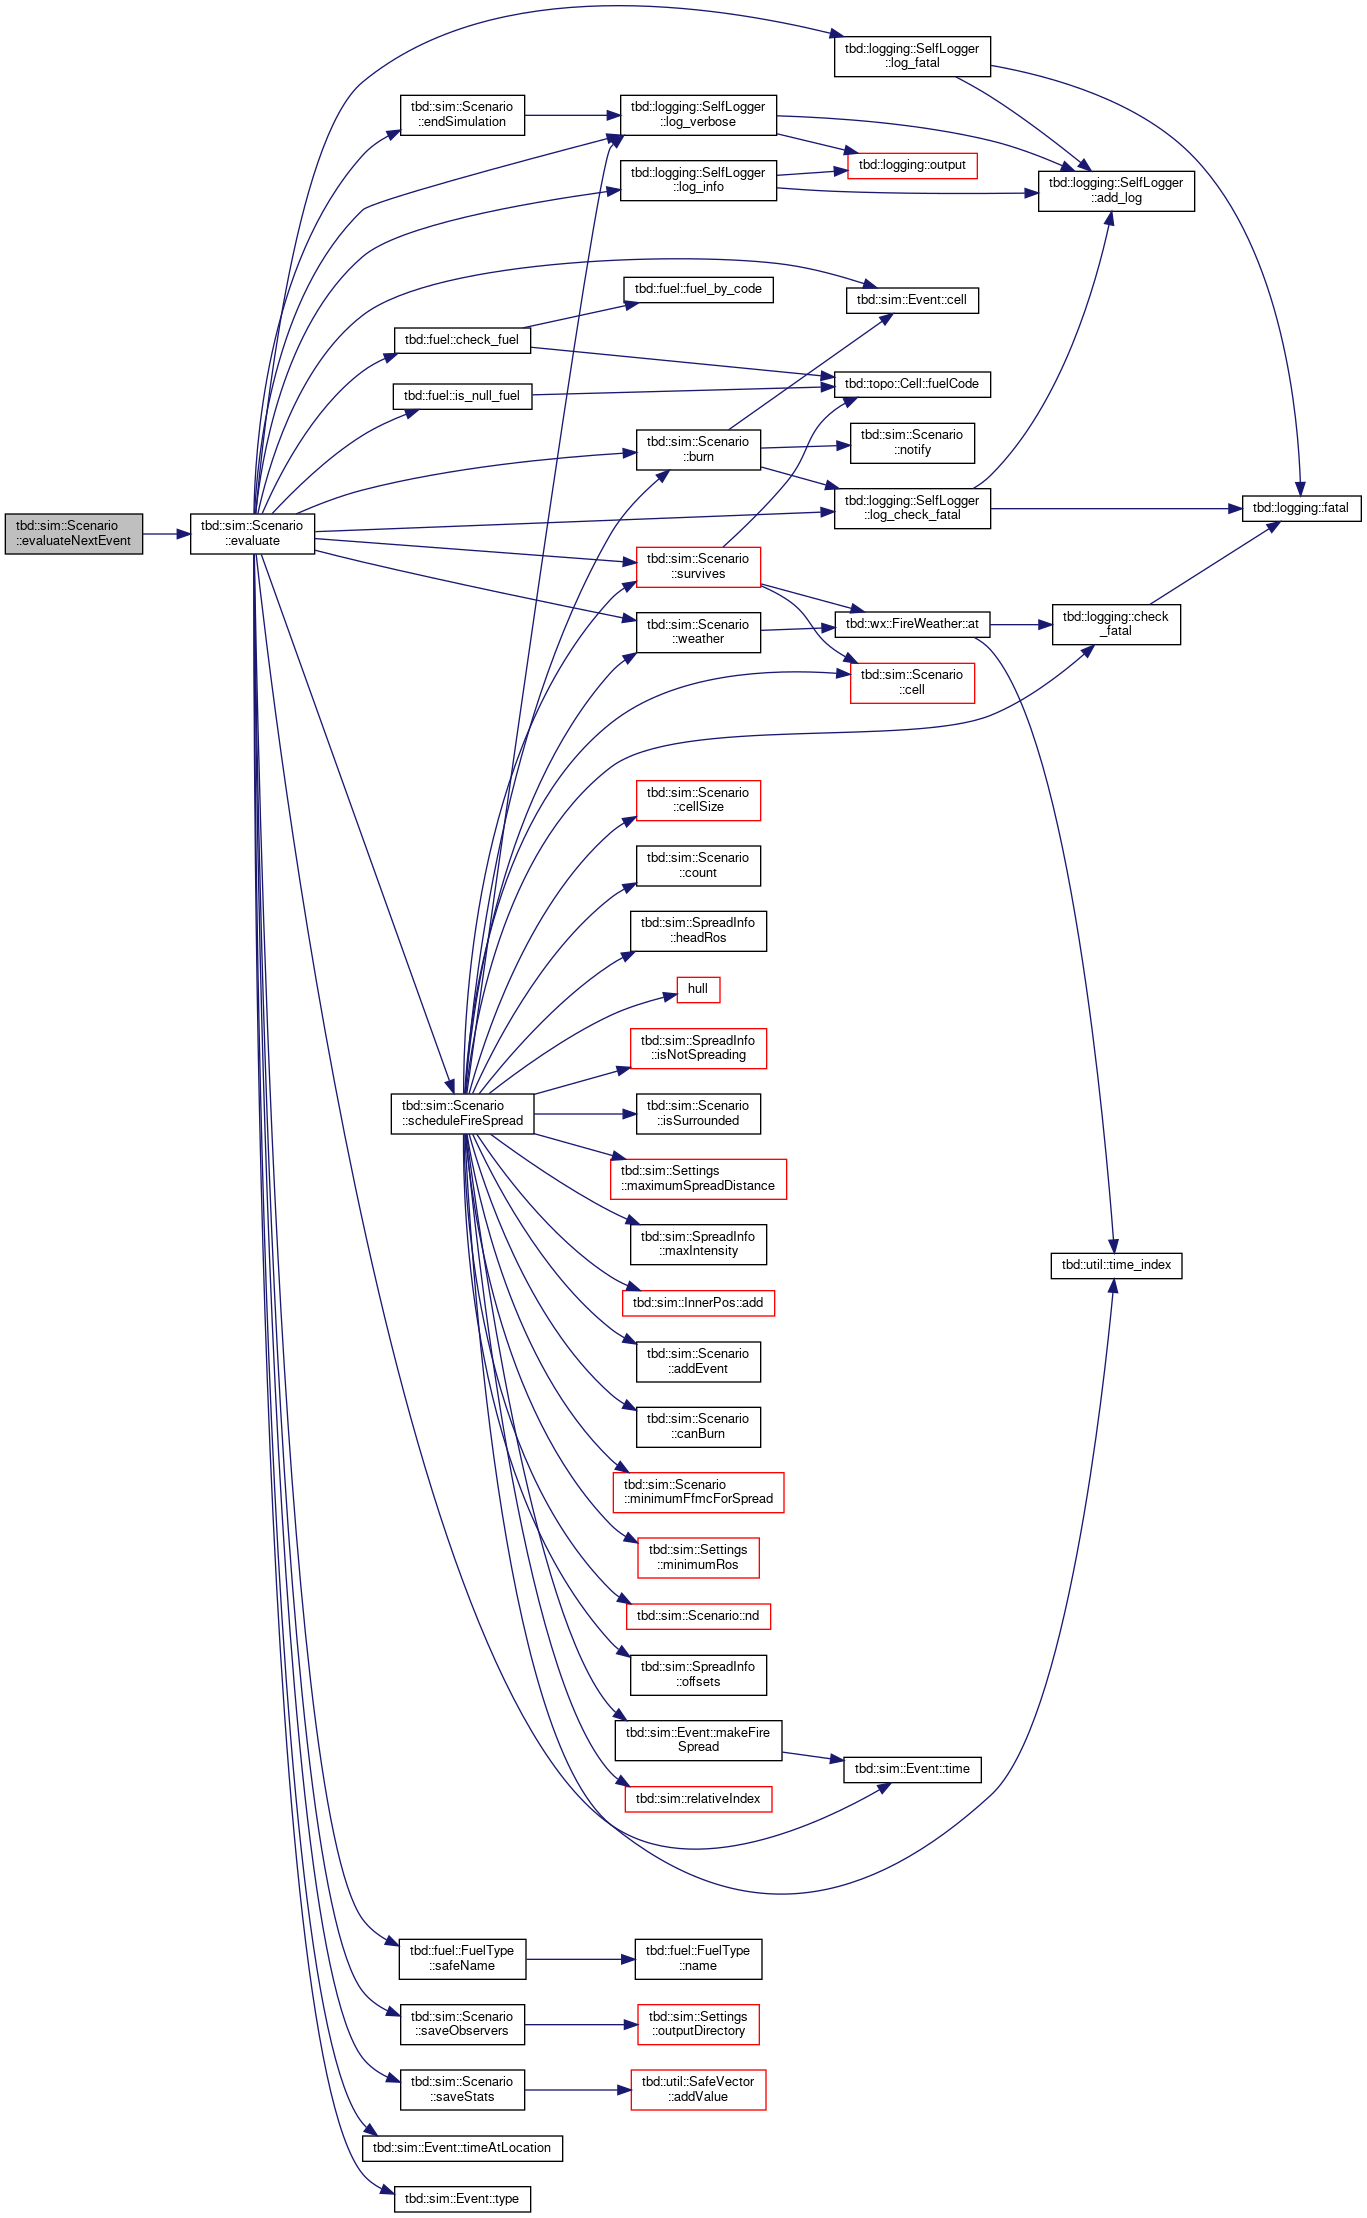 tbd::sim::Scenario
::evaluateNextEvent
tbd::sim::Scenario
::evaluate
tbd::logging::SelfLogger
::log_fatal
tbd::sim::Scenario
::endSimulation
tbd::logging::SelfLogger
::log_verbose
tbd::logging::output
tbd::logging::SelfLogger
::log_info
tbd::logging::SelfLogger
::add_log
tbd::fuel::fuel_by_code
tbd::sim::Event::cell
tbd::fuel::check_fuel
tbd::topo::Cell::fuelCode
tbd::fuel::is_null_fuel
tbd::sim::Scenario
::burn
tbd::sim::Scenario
::notify
tbd::logging::SelfLogger
::log_check_fatal
tbd::logging::fatal
tbd::sim::Scenario
::survives
tbd::sim::Scenario
::weather
tbd::wx::FireWeather::at
tbd::logging::check
_fatal
tbd::sim::Scenario
::cell
tbd::sim::Scenario
::cellSize
tbd::sim::Scenario
::count
tbd::sim::SpreadInfo
::headRos
hull
tbd::sim::SpreadInfo
::isNotSpreading
tbd::sim::Scenario
::scheduleFireSpread
tbd::sim::Scenario
::isSurrounded
tbd::sim::Settings
::maximumSpreadDistance
tbd::sim::SpreadInfo
::maxIntensity
tbd::util::time_index
tbd::sim::InnerPos::add
tbd::sim::Scenario
::addEvent
tbd::sim::Scenario
::canBurn
tbd::sim::Scenario
::minimumFfmcForSpread
tbd::sim::Settings
::minimumRos
tbd::sim::Scenario::nd
tbd::sim::SpreadInfo
::offsets
tbd::sim::Event::makeFire
Spread
tbd::sim::Event::time
tbd::sim::relativeIndex
tbd::fuel::FuelType
::safeName
tbd::fuel::FuelType
::name
tbd::sim::Scenario
::saveObservers
tbd::sim::Settings
::outputDirectory
tbd::sim::Scenario
::saveStats
tbd::util::SafeVector
::addValue
tbd::sim::Event::timeAtLocation
tbd::sim::Event::type